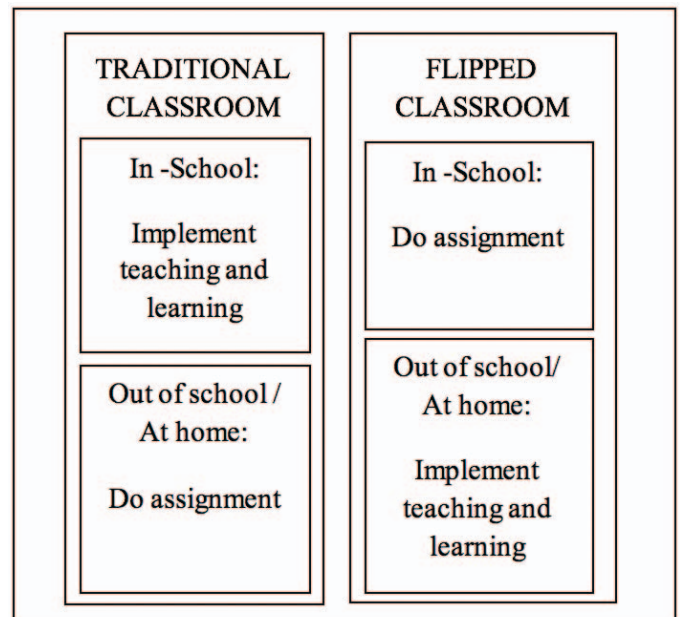 TRADITIONAL
CLASSROOM
In -School:
Implement
teaching and
learning
Out of school /
At home:
Do assignment
FLIPPED
CLASSROOM
In -School:
Do assignment
Out of school/
At home:
Implement
teaching and
learning